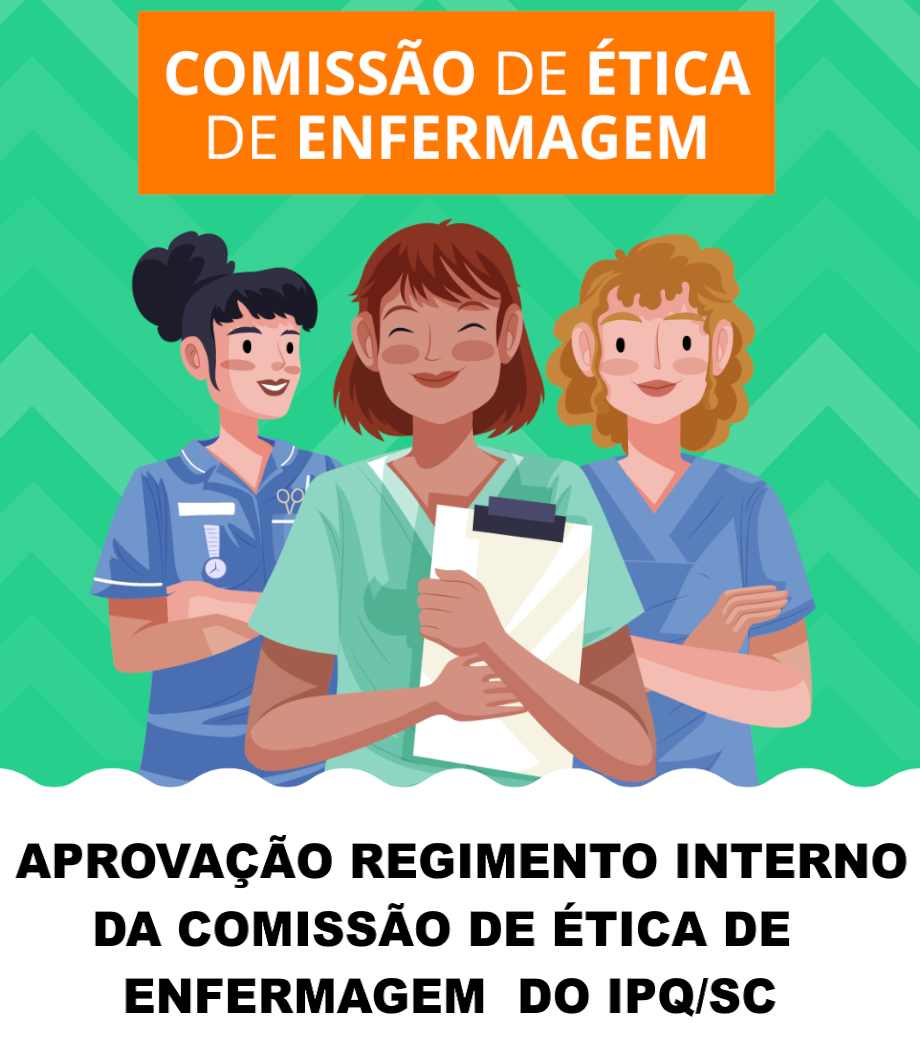 COMISSÃO DE ÉTICA
DE ENFERMAGEM
APROVAÇÃO REGIMENTO INTERNO
DA COMISSÃO DE ÉTICA DE
ENFERMAGEM DO IPQ/SC